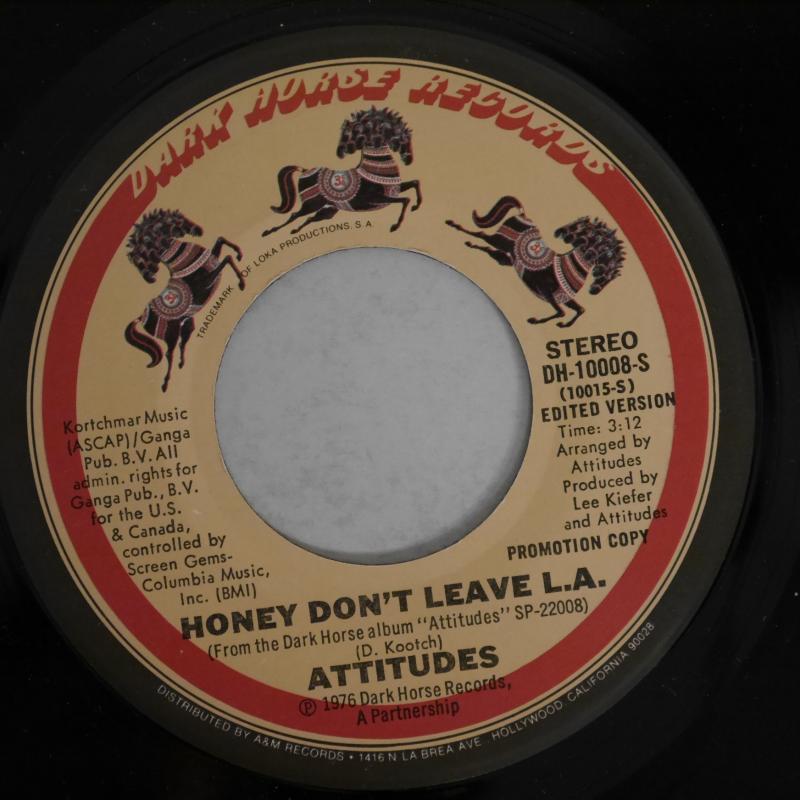 DARK HORSE RECORDS
TRADEMARK OF LOKA PRODUCTIONS. S.A.
STEREO
DH-10008-S
(10015-S)
EDITED VERSION
Time: 3:12
Arranged by
Attitudes
Produced by
Lee Kiefer
and Attitudes
PROMOTION COPY
Kortchmar Music
(ASCAP)/Ganga
Pub. B.V. All
admin. rights for
Ganga Pub., B.V.
for the U.S.
& Canada,
controlled by
Screen Gems-
Columbia Music,
Inc. (BMI)
HONEY DON'T LEAVE L.A.
(From the Dark Horse album "Attitudes" SP-22008)
(D. Kootch)
ATTITUDES
℗ 1976 Dark Horse Records,
A Partnership
DISTRIBUTED BY A&M RECORDS • 1416 N LA BREA AVE. HOLLYWOOD CALIFORNIA 90028